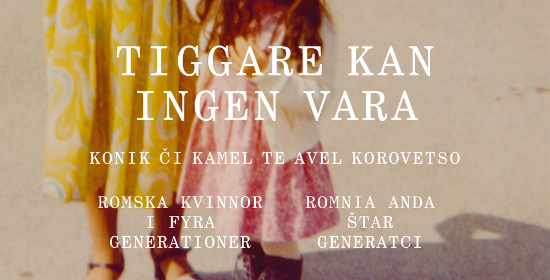 TIGGARE KAN
INGEN VARA
KONIK ČI KAMEL TE AVEL KOROVETSO
ROMSKA KVINNOR
I FYRA
GENERATIONER
ROMNIA ANDA
ŠTAR
GENERATCI